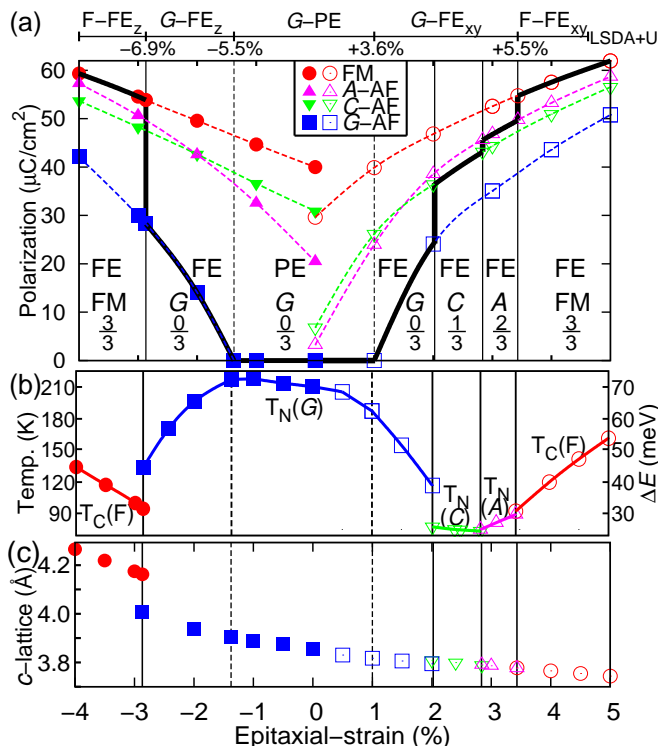 (a) F−FEz G−FEz G−PE G−FExy F−FExy
−6.9% −5.5% +3.6% +5.5% LSDA+U
Polarization (μC/cm²)
60
50
40
30
20
10
0
FM
A−AF
C−AF
G−AF
FE FE PE FE FE FE FE
FM G G G C A FM
3/3 0/3 0/3 0/3 1/3 2/3 3/3
(b)
Temp. (K)
210
180
150
120
90
TC(F) TN(G) TN(C) TN(A) TC(F)
70
60
50
40
30
ΔE (meV)
(c)
c−lattice (Å)
4.2
4.0
3.8
−4 −3 −2 −1 0 1 2 3 4 5
Epitaxial−strain (%)